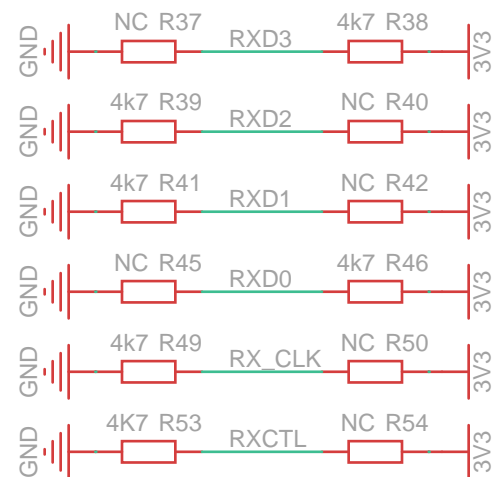 GND NC R37 RXD3 4k7 R38 3V3
GND 4k7 R39 RXD2 NC R40 3V3
GND 4k7 R41 RXD1 NC R42 3V3
GND NC R45 RXD0 4k7 R46 3V3
GND 4k7 R49 RX_CLK NC R50 3V3
GND 4K7 R53 RXCTL NC R54 3V3